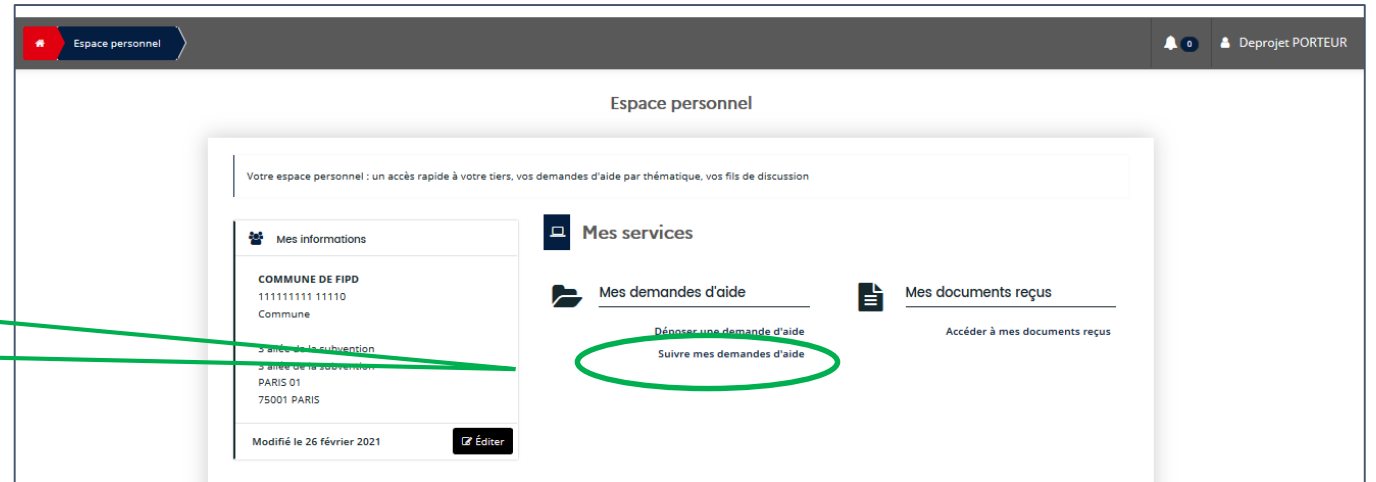 Espace personnel
0
Deprojet PORTEUR
Espace personnel
Votre espace personnel : un accès rapide à votre tiers, vos demandes d'aide par thématique, vos fils de discussion
Mes informations
COMMUNE DE FIPD
111111111 11110
Commune
3 allée de la subvention
3 allée de la subvention
PARIS 01
75001 PARIS
Modifié le 26 février 2021
Éditer
Mes services
Mes demandes d'aide
Déposer une demande d'aide
Suivre mes demandes d'aide
Mes documents reçus
Accéder à mes documents reçus